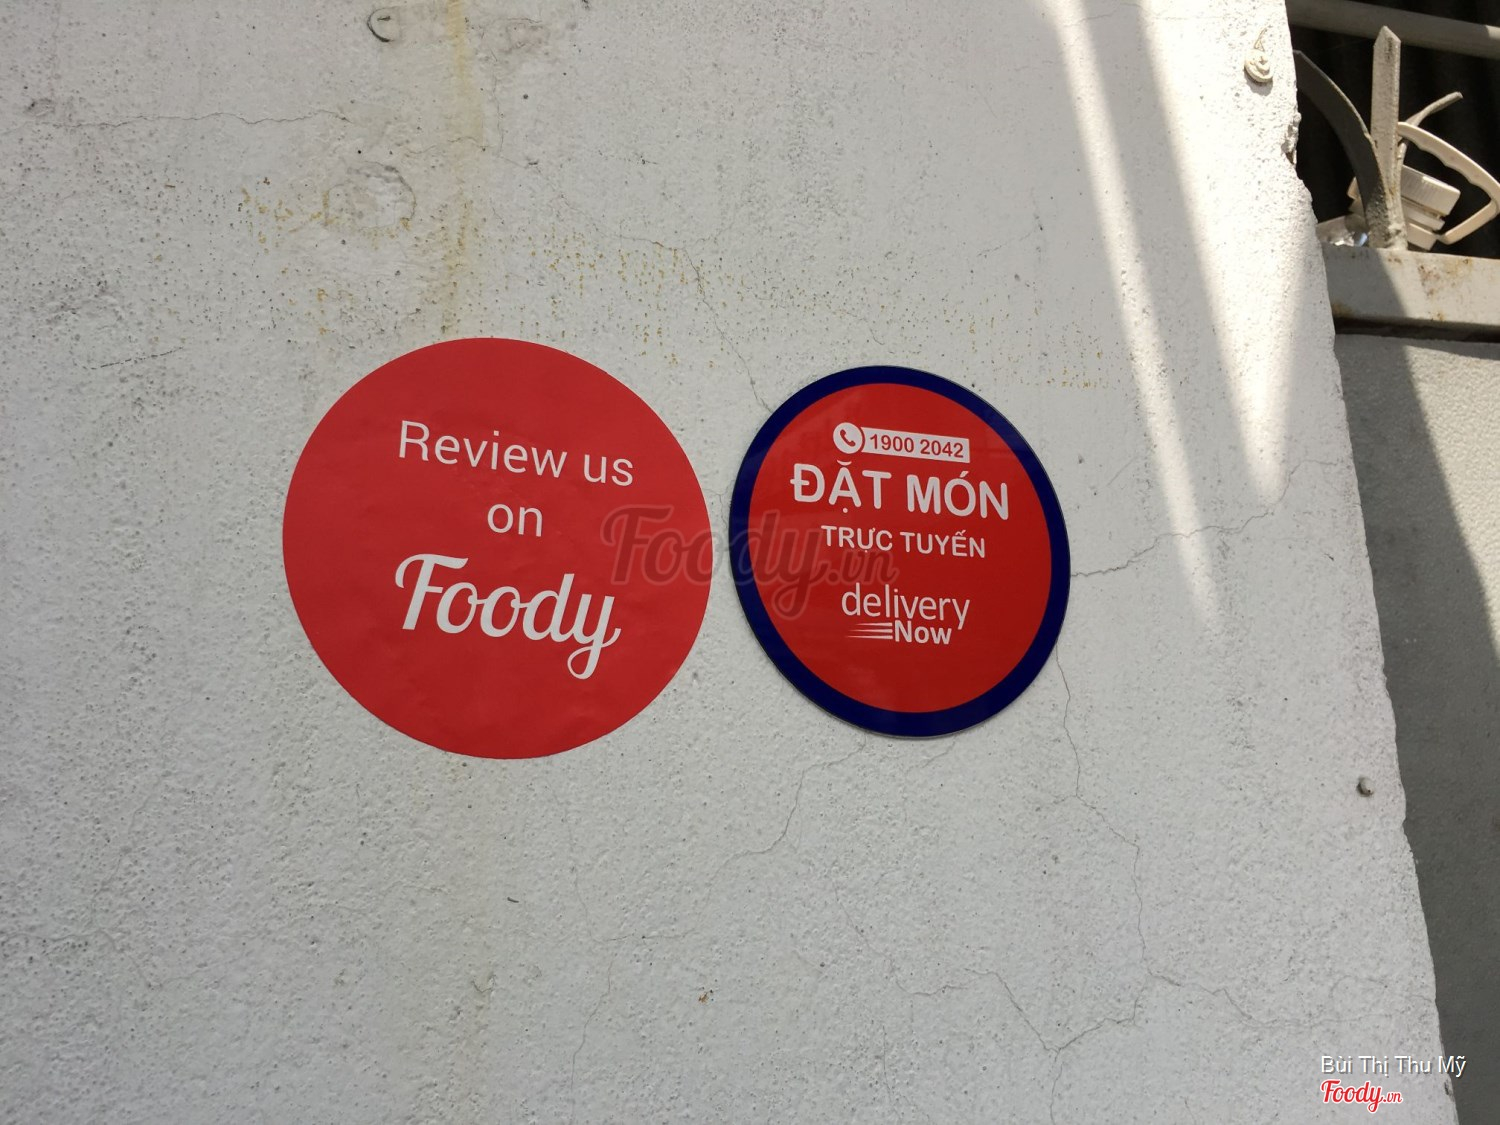 Review us
on
Foody
1900 2042
ĐẶT MÓN
TRỰC TUYẾN
delivery
Now
Foody.vn
Bùi Thị Thu Mỹ
Foody.vn